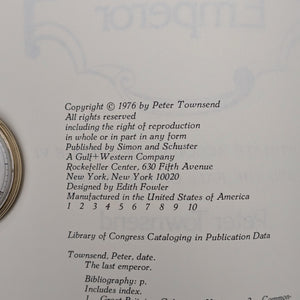 Emperor
Copyright © 1976 by Peter Townsend
All rights reserved
including the right of reproduction
in whole or in part in any form
Published by Simon and Schuster
A Gulf+Western Company
Rockefeller Center, 630 Fifth Avenue
New York, New York 10020
Designed by Edith Fowler
Manufactured in the United States of America
1 2 3 4 5 6 7 8 9 10
Library of Congress Cataloging in Publication Data
Townsend, Peter, date.
The last emperor.
Bibliography: p.
Includes index.